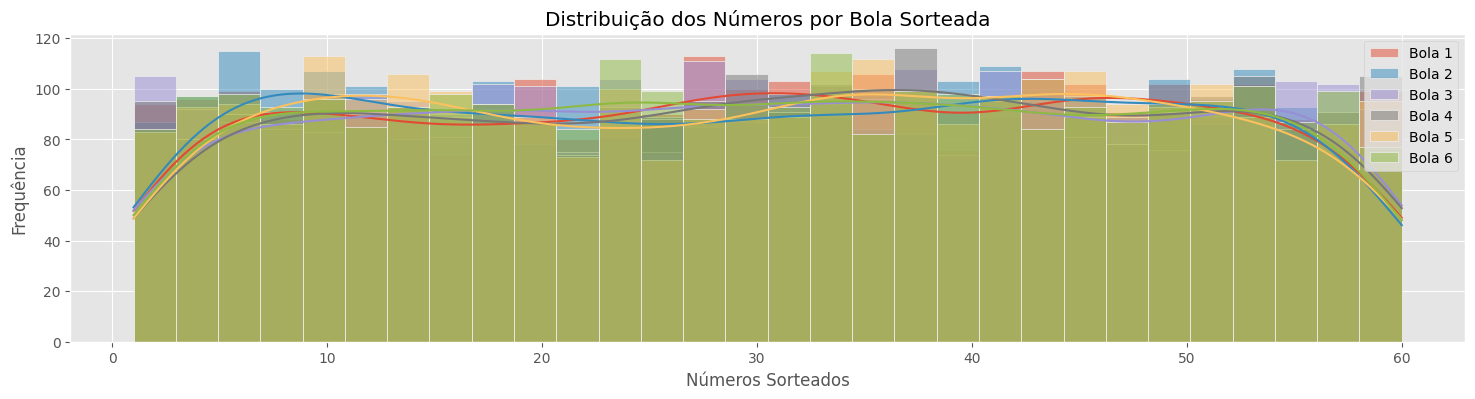 Distribuição dos Números por Bola Sorteada
120
100
80
60
40
20
0
Frequência
0 10 20 30 40 50 60
Números Sorteados
Bola 1
Bola 2
Bola 3
Bola 4
Bola 5
Bola 6